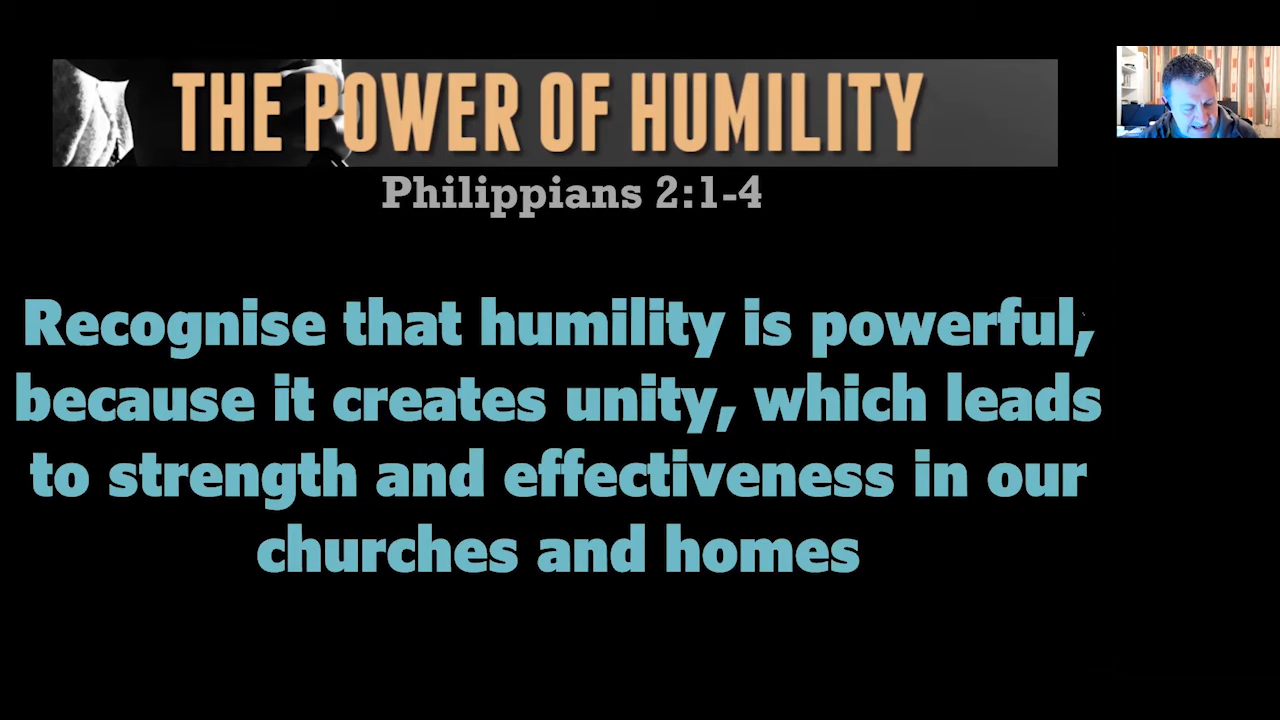 THE POWER OF HUMILITY
Philippians 2:1-4
Recognise that humility is powerful,
because it creates unity, which leads
to strength and effectiveness in our
churches and homes